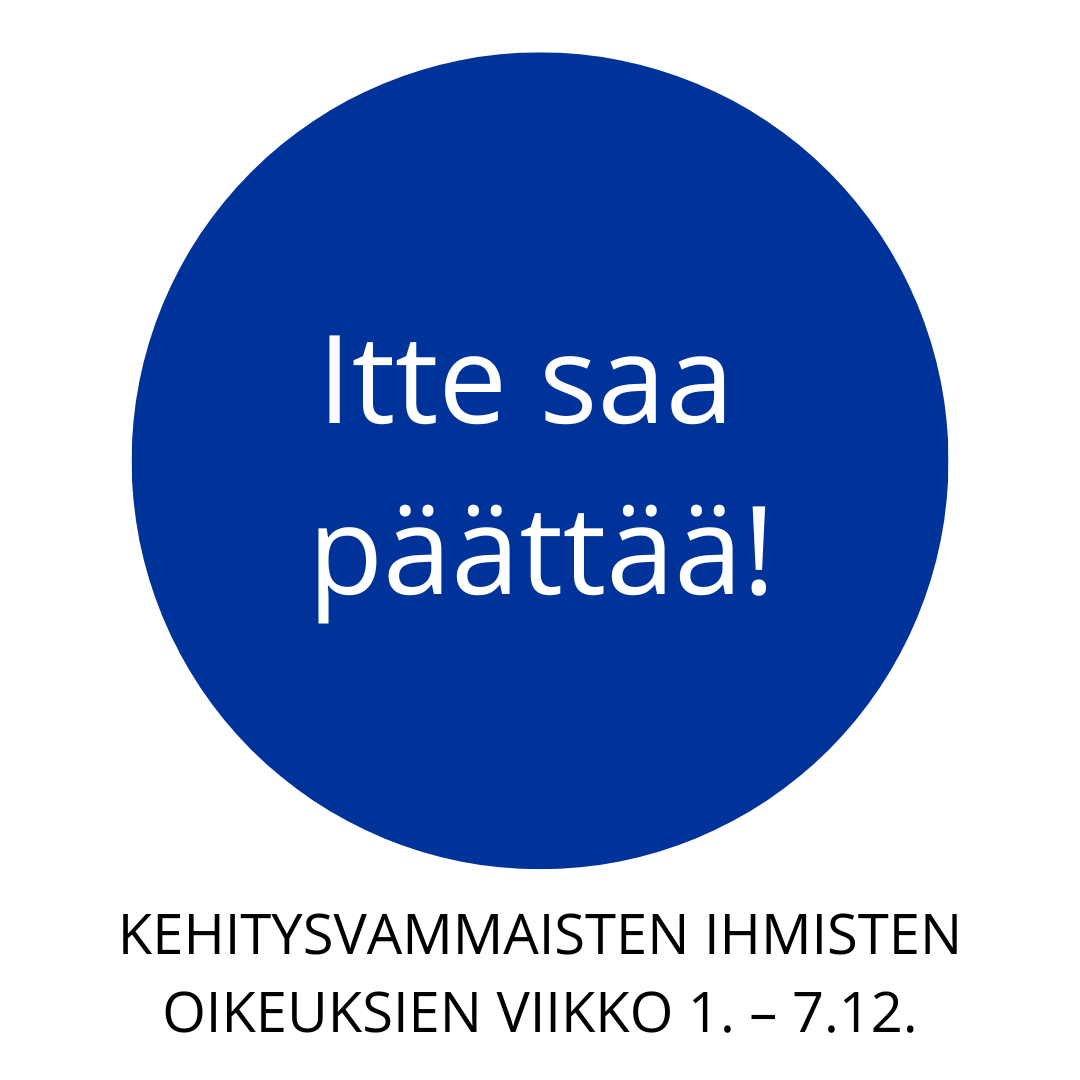 Itte saa
päättää!
KEHITYSVAMMAISTEN IHMISTEN
OIKEUKSIEN VIIKKO 1. – 7.12.